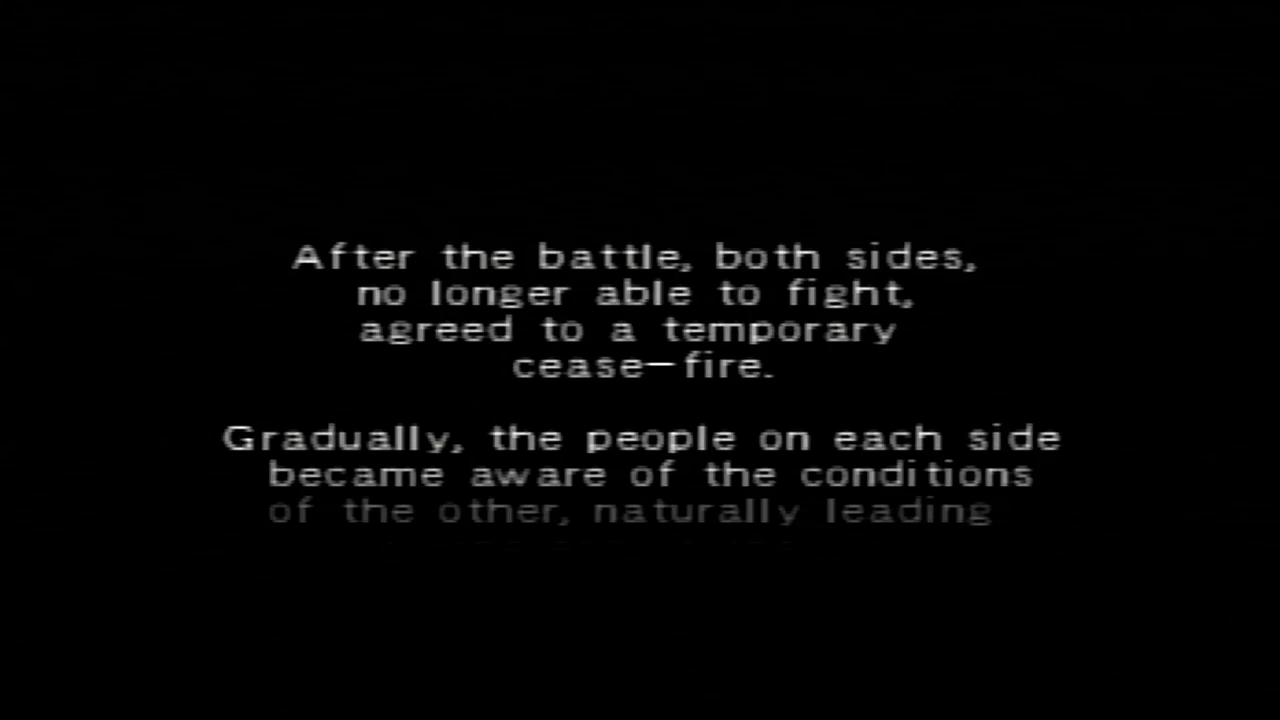 After the battle, both sides,
no longer able to fight,
agreed to a temporary
cease-fire.
Gradually, the people on each side
became aware of the conditions
of the other, naturally leading